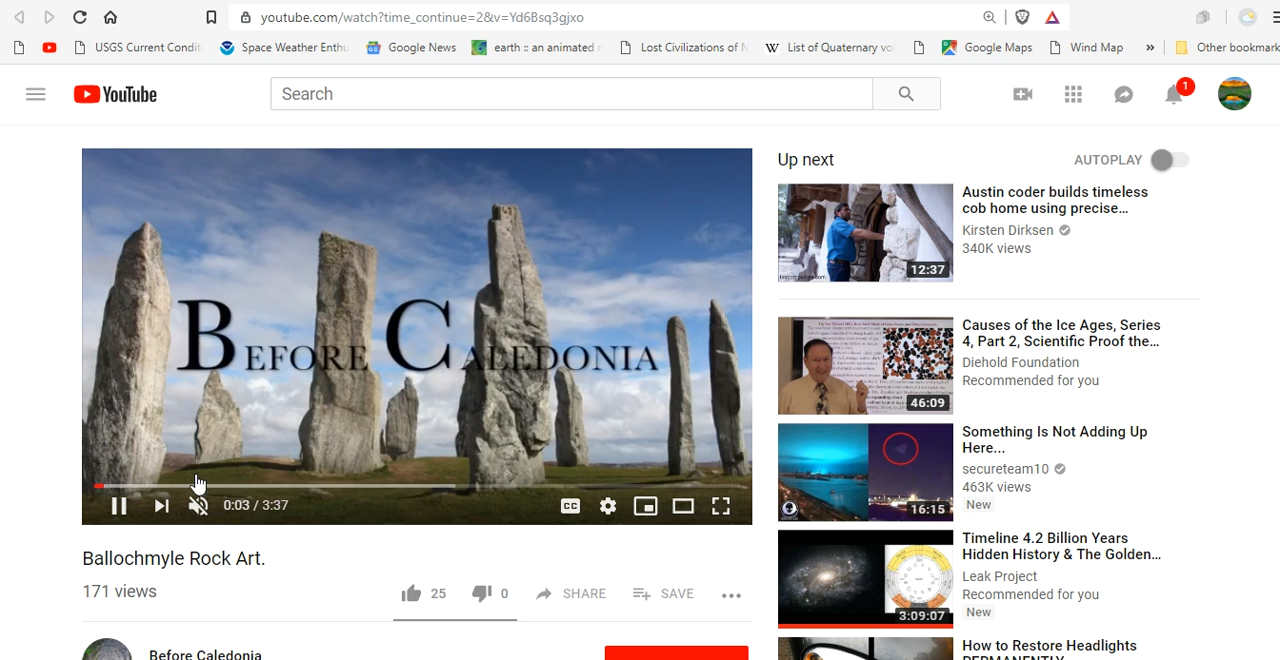 youtube.com/watch?time_continue=2&v=Yd6Bsq3gjxo
USGS Current Condit
Space Weather Enthu
Google News
earth :: an animated
Lost Civilizations of N
W List of Quaternary vo
Google Maps
Wind Map
»
Other bookmark
YouTube
Search
1
BEFORE CALEDONIA
0:03 / 3:37
CC
Ballochmyle Rock Art.
171 views
25
0
SHARE
SAVE
Before Caledonia
Up next
AUTOPLAY
12:37
Austin coder builds timeless
cob home using precise...
Kirsten Dirksen
340K views
46:09
Causes of the Ice Ages, Series
4, Part 2, Scientific Proof the...
Diehold Foundation
Recommended for you
16:15
Something Is Not Adding Up
Here...
secureteam10
463K views
New
3:09:07
Timeline 4.2 Billion Years
Hidden History & The Golden...
Leak Project
Recommended for you
New
How to Restore Headlights
PERMANENTLY